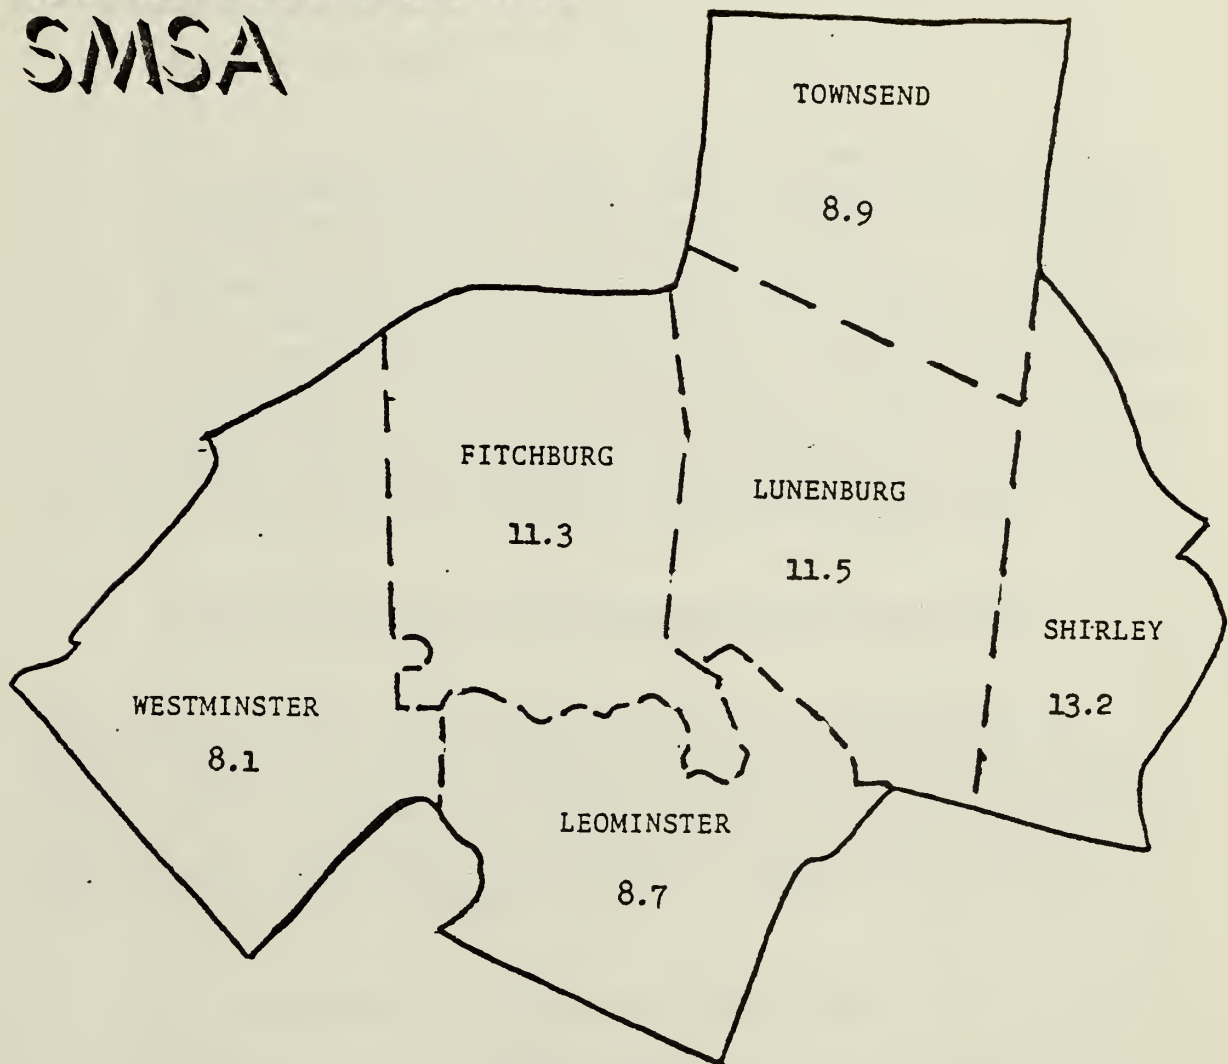 SMSA
TOWNSEND
8.9
FITCHBURG
11.3
LUNENBURG
11.5
SHIRLEY
13.2
WESTMINSTER
8.1
LEOMINSTER
8.7